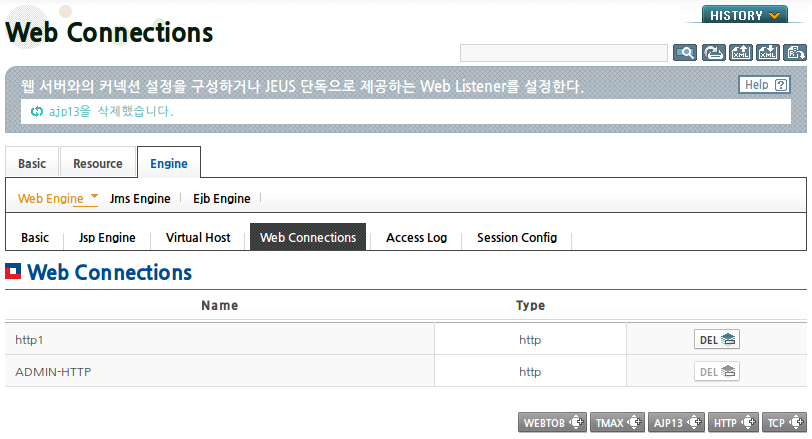 HISTORY
Web Connections
XML XML
웹 서버와의 커넥션 설정을 구성하거나 JEUS 단독으로 제공하는 Web Listener를 설정한다.
Help ?
ajp13을 삭제했습니다.
Basic Resource Engine
Web Engine Jms Engine Ejb Engine
Basic Jsp Engine Virtual Host Web Connections Access Log Session Config
Web Connections
Name Type
http1 http DEL
ADMIN-HTTP http DEL
WEBTOB TMAX AJP13 HTTP TCP